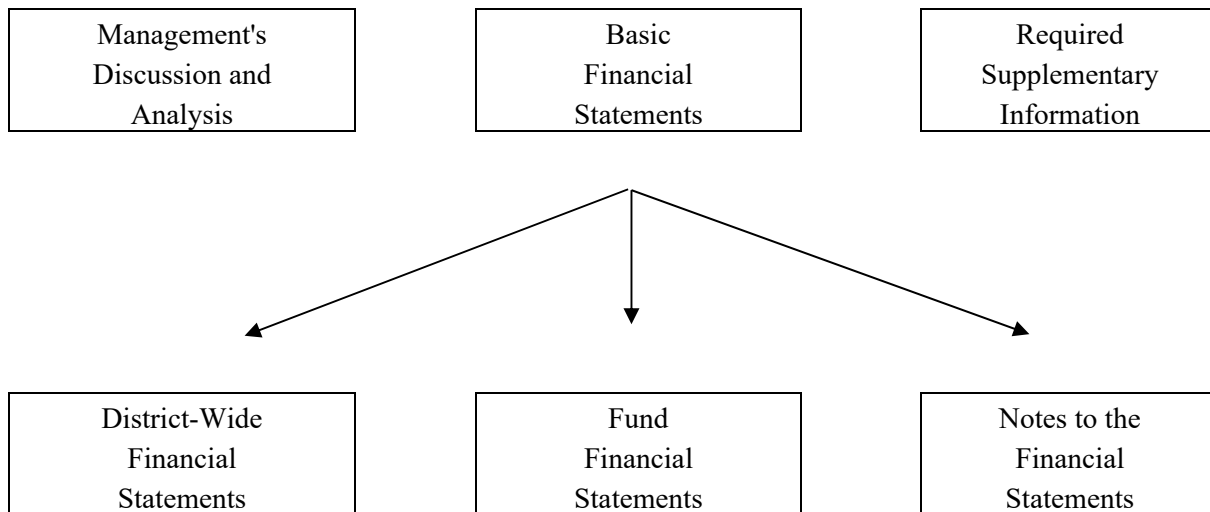 Management's
Discussion and
Analysis
Basic
Financial
Statements
Required
Supplementary
Information
District-Wide
Financial
Statements
Fund
Financial
Statements
Notes to the
Financial
Statements